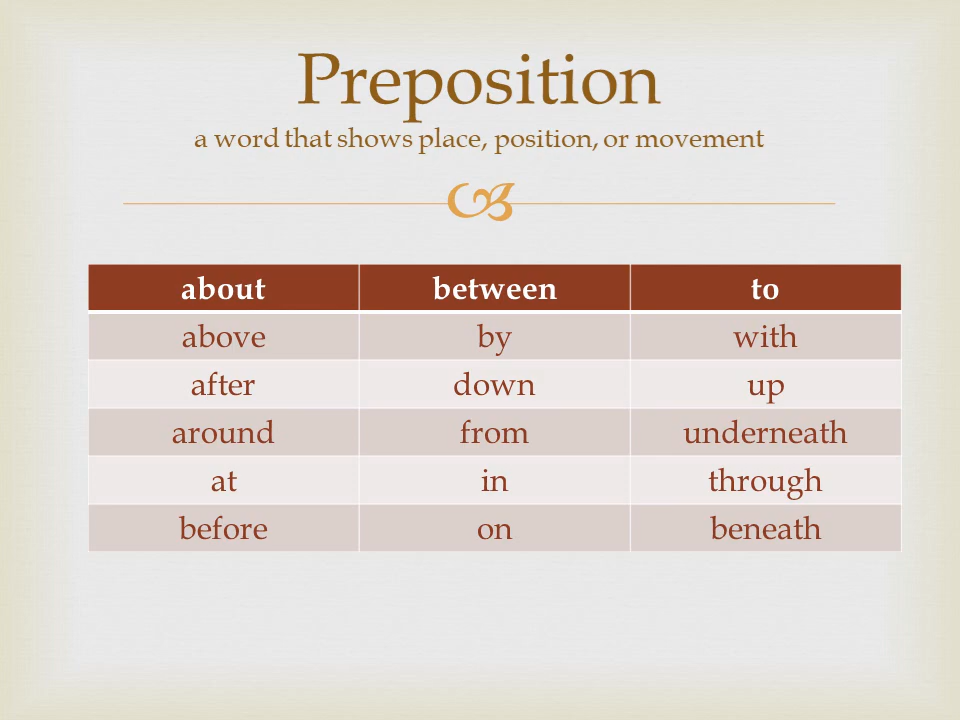 Preposition
a word that shows place, position, or movement
about between to
above by with
after down up
around from underneath
at in through
before on beneath